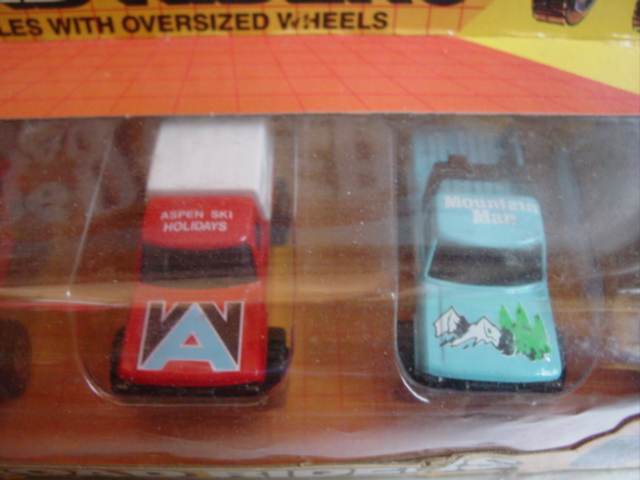 LES WITH OVERSIZED WHEELS
ASPEN SKI
HOLIDAYS
Mountain
Man